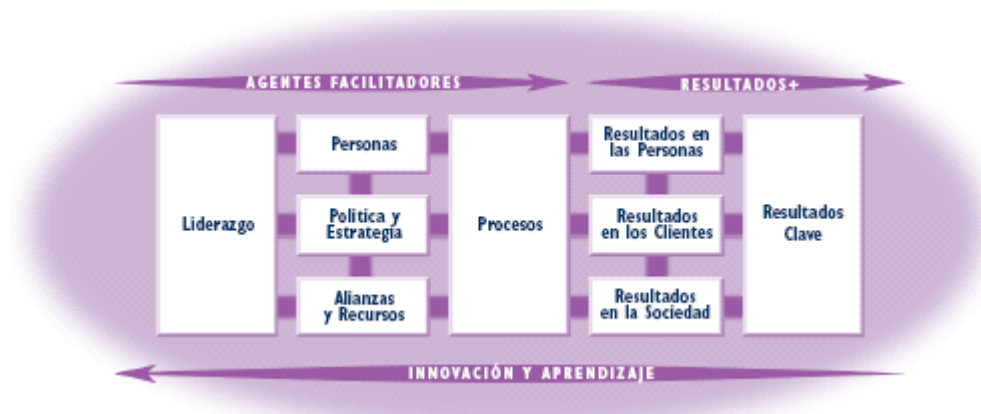 AGENTES FACILITADORES
RESULTADOS+
Liderazgo
Personas
Política y
Estrategia
Alianzas
y Recursos
Procesos
Resultados en
las Personas
Resultados
en los Clientes
Resultados
en la Sociedad
Resultados
Clave
INNOVACIÓN Y APRENDIZAJE